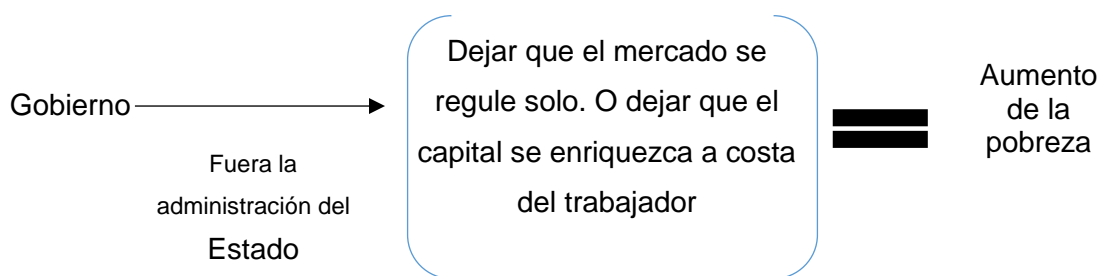 Gobierno
Fuera la
administración del
Estado
Dejar que el mercado se
regule solo. O dejar que el
capital se enriquezca a costa
del trabajador
Aumento
de la
pobreza